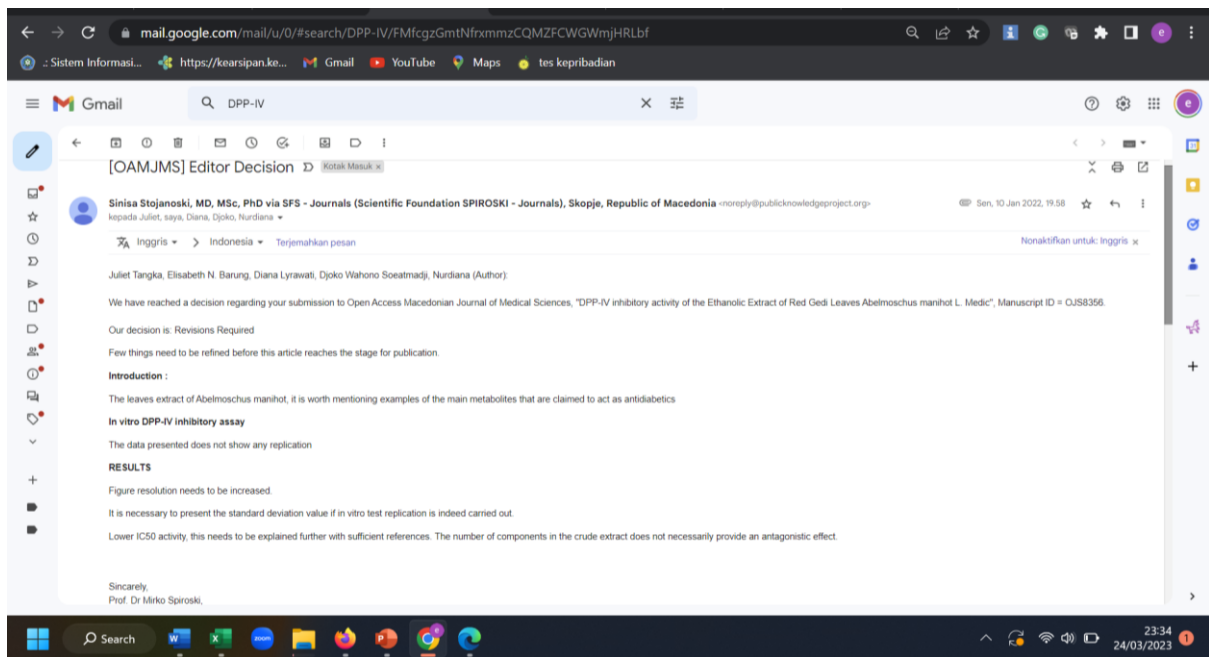 mail.google.com/mail/u/0/#search/DPP-IV/FMfcgzGmtNfrxmmzCQMZFCWGWmjHRLbf
e
.: Sistem Informasi... https://kearsipan.ke... Gmail YouTube Maps tes kepribadian
Gmail DPP-IV e
[OAMJMS] Editor Decision Kotak Masuk x
Sinisa Stojanoski, MD, MSc, PhD via SFS - Journals (Scientific Foundation SPIROSKI - Journals), Skopje, Republic of Macedonia <noreply@publicknowledgeproject.org> Sen, 10 Jan 2022, 19.58
kepada Juliet, saya, Diana, Djoko, Nurdiana
Inggris > Indonesia Terjemahkan pesan Nonaktifkan untuk: Inggris x
Juliet Tangka, Elisabeth N. Barung, Diana Lyrawati, Djoko Wahono Soeatmadji, Nurdiana (Author):
We have reached a decision regarding your submission to Open Access Macedonian Journal of Medical Sciences, "DPP-IV inhibitory activity of the Ethanolic Extract of Red Gedi Leaves Abelmoschus manihot L. Medic", Manuscript ID = OJS8356.
Our decision is: Revisions Required
Few things need to be refined before this article reaches the stage for publication.
Introduction :
The leaves extract of Abelmoschus manihot, it is worth mentioning examples of the main metabolites that are claimed to act as antidiabetics
In vitro DPP-IV inhibitory assay
The data presented does not show any replication
RESULTS
Figure resolution needs to be increased.
It is necessary to present the standard deviation value if in vitro test replication is indeed carried out.
Lower IC50 activity, this needs to be explained further with sufficient references. The number of components in the crude extract does not necessarily provide an antagonistic effect.
Sincerely,
Prof. Dr Mirko Spiroski,
Search zoom 23:34
24/03/2023 1